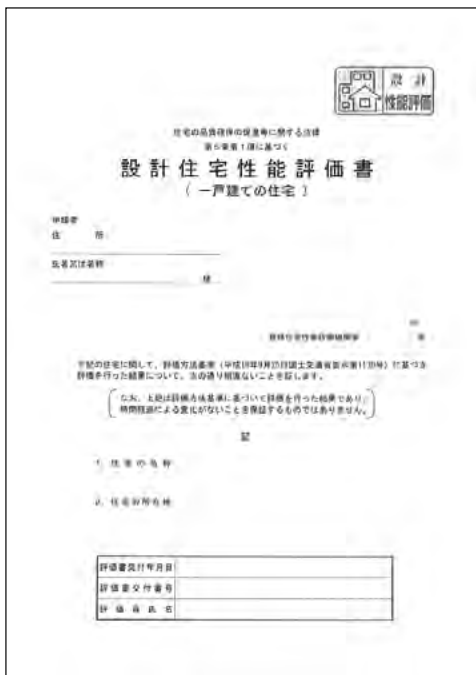 設計
性能評価
住宅の品質確保の促進等に関する法律
第5条第1項に基づく
設計住宅性能評価書
(一戸建ての住宅)
申請者
住所
氏名又は名称
様
印
登録住宅性能評価機関等
下記の住宅に関して、評価方法基準(平成18年9月25日国土交通省告示第1129号)に基づき
評価を行った結果について、次の通り相違ないことを証します。
なお、上記は評価方法基準に基づいて評価を行った結果であり、
時間経過による変化がないことを保証するものではありません。
記
1. 住宅の名称
2. 住宅の所在地
評価書交付年月日
評価書交付番号
評価員氏名